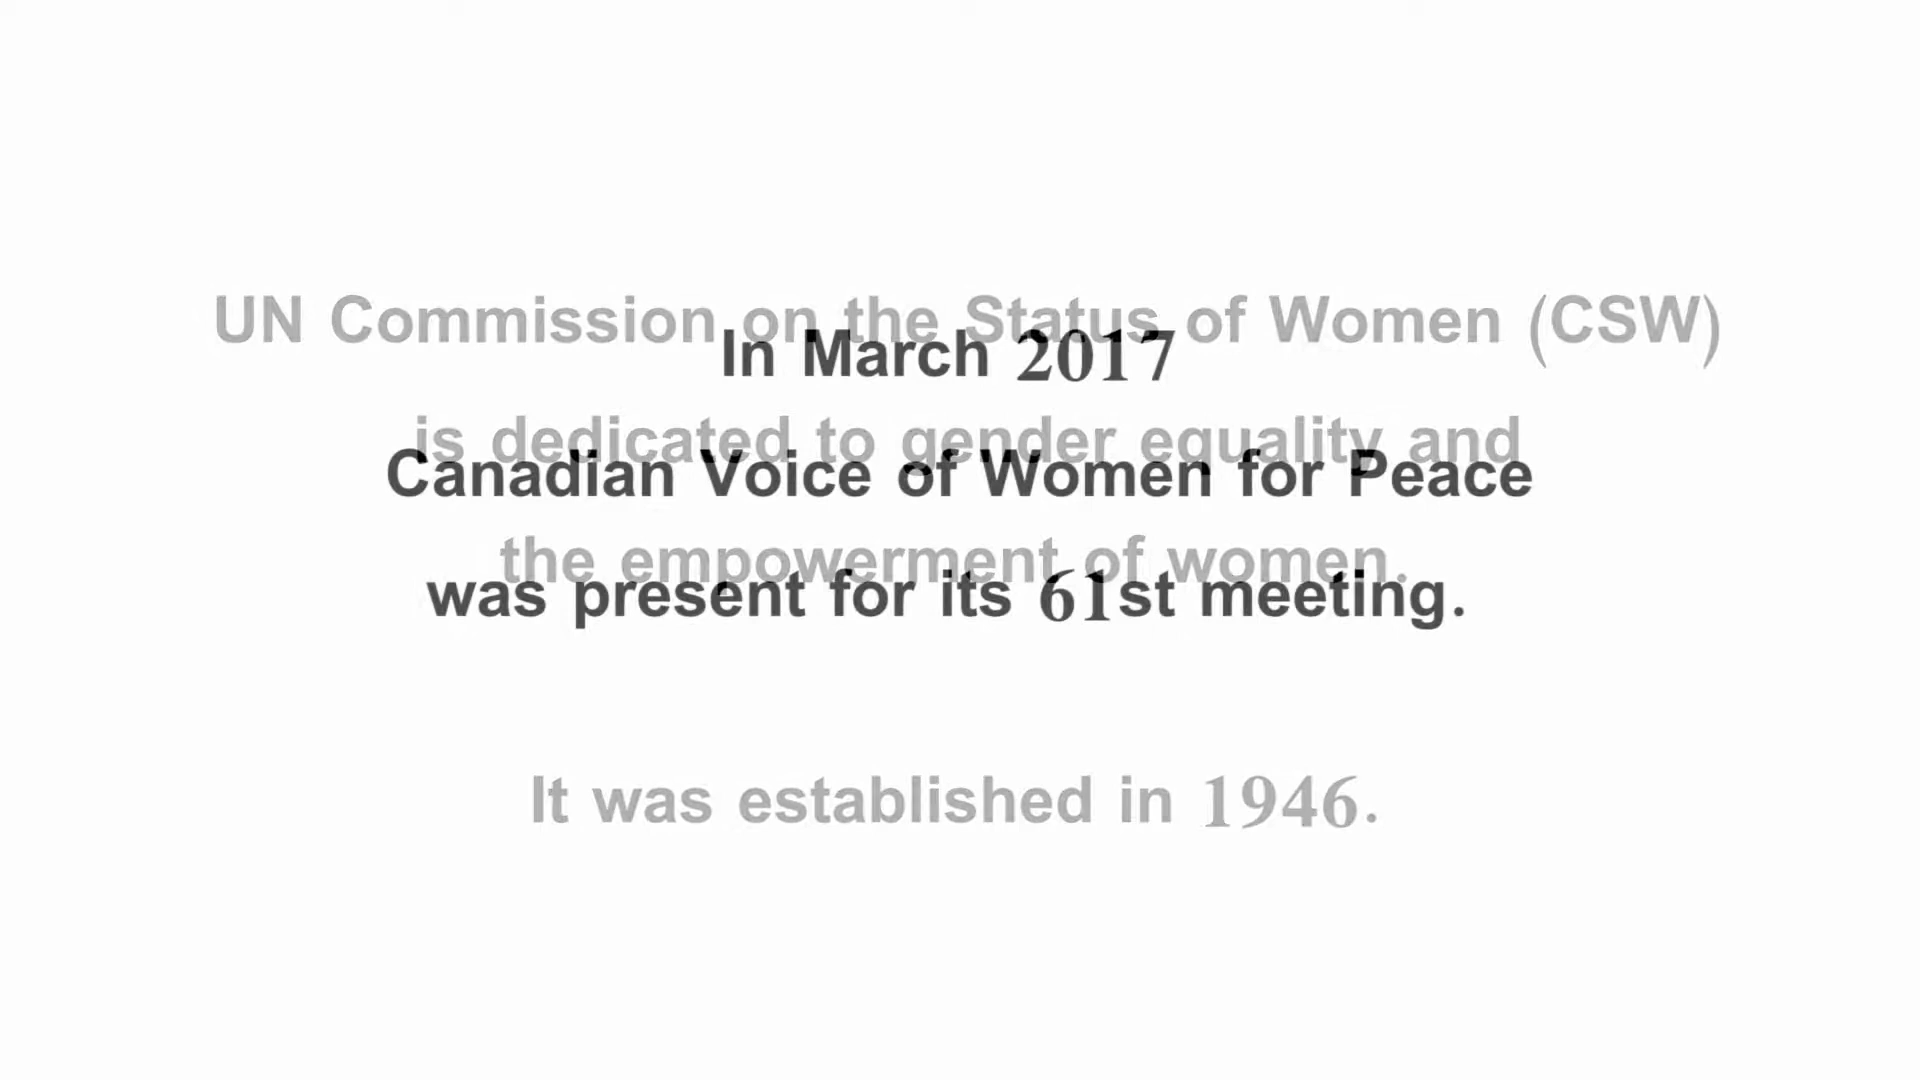 UN Commission on the Status of Women (CSW)
is dedicated to gender equality and
the empowerment of women.
It was established in 1946.
In March 2017
Canadian Voice of Women for Peace
was present for its 61st meeting.